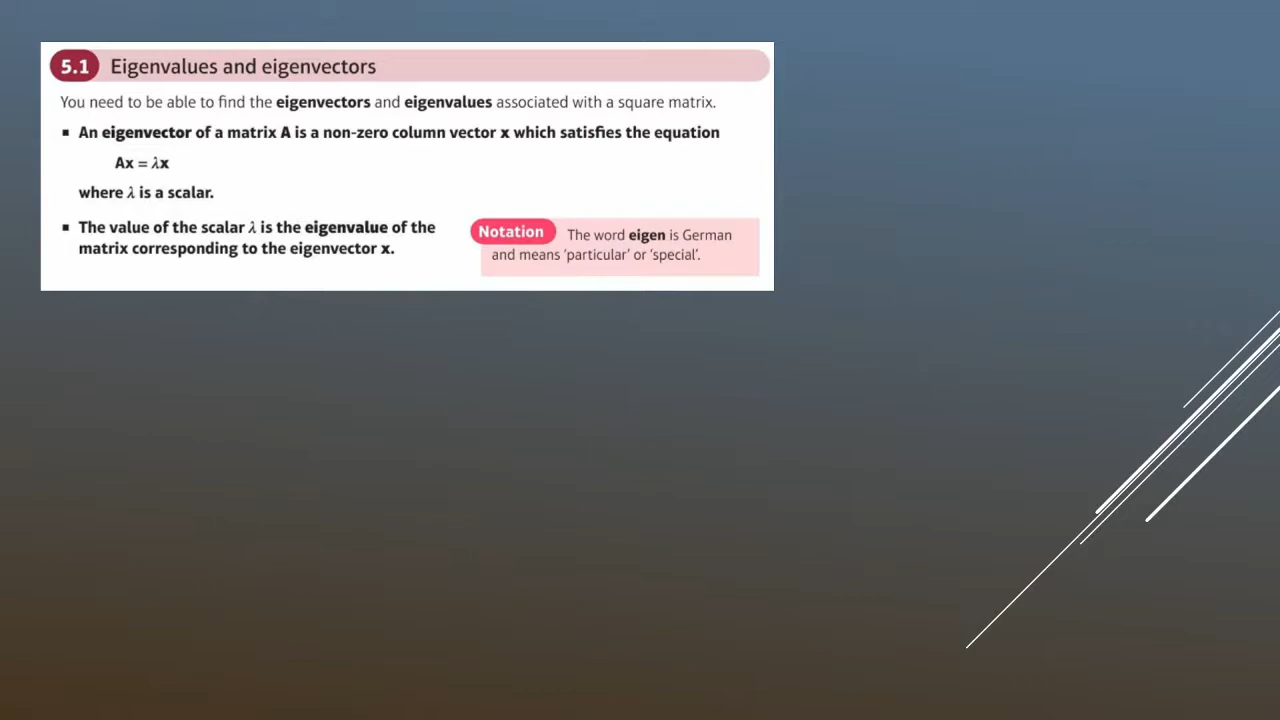 5.1 Eigenvalues and eigenvectors
You need to be able to find the eigenvectors and eigenvalues associated with a square matrix.
▪ An eigenvector of a matrix A is a non-zero column vector x which satisfies the equation
Ax = λx
where λ is a scalar.
▪ The value of the scalar λ is the eigenvalue of the
matrix corresponding to the eigenvector x.
Notation The word eigen is German
and means ‘particular’ or ‘special’.